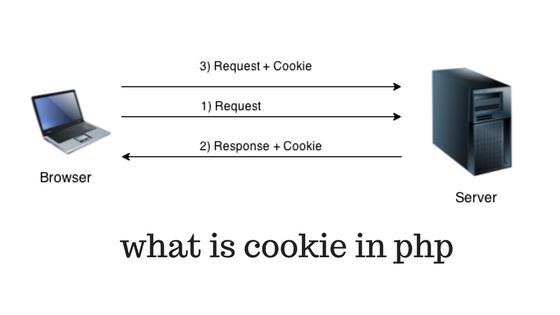 3) Request + Cookie
1) Request
2) Response + Cookie
Browser
Server
what is cookie in php